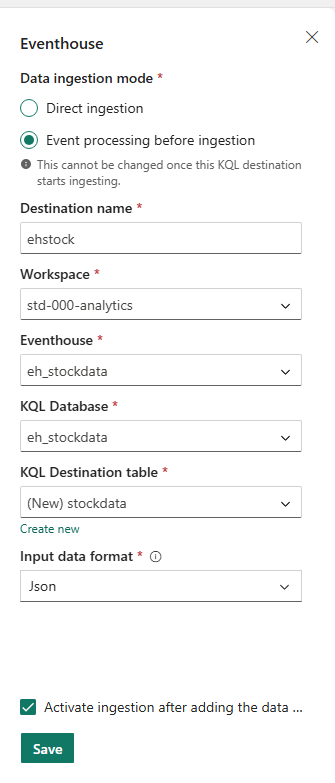 Eventhouse
Data ingestion mode *
Direct ingestion
Event processing before ingestion
This cannot be changed once this KQL destination
starts ingesting.
Destination name *
ehstock
Workspace *
std-000-analytics
Eventhouse *
eh_stockdata
KQL Database *
eh_stockdata
KQL Destination table *
(New) stockdata
Create new
Input data format *
Json
Activate ingestion after adding the data ...
Save